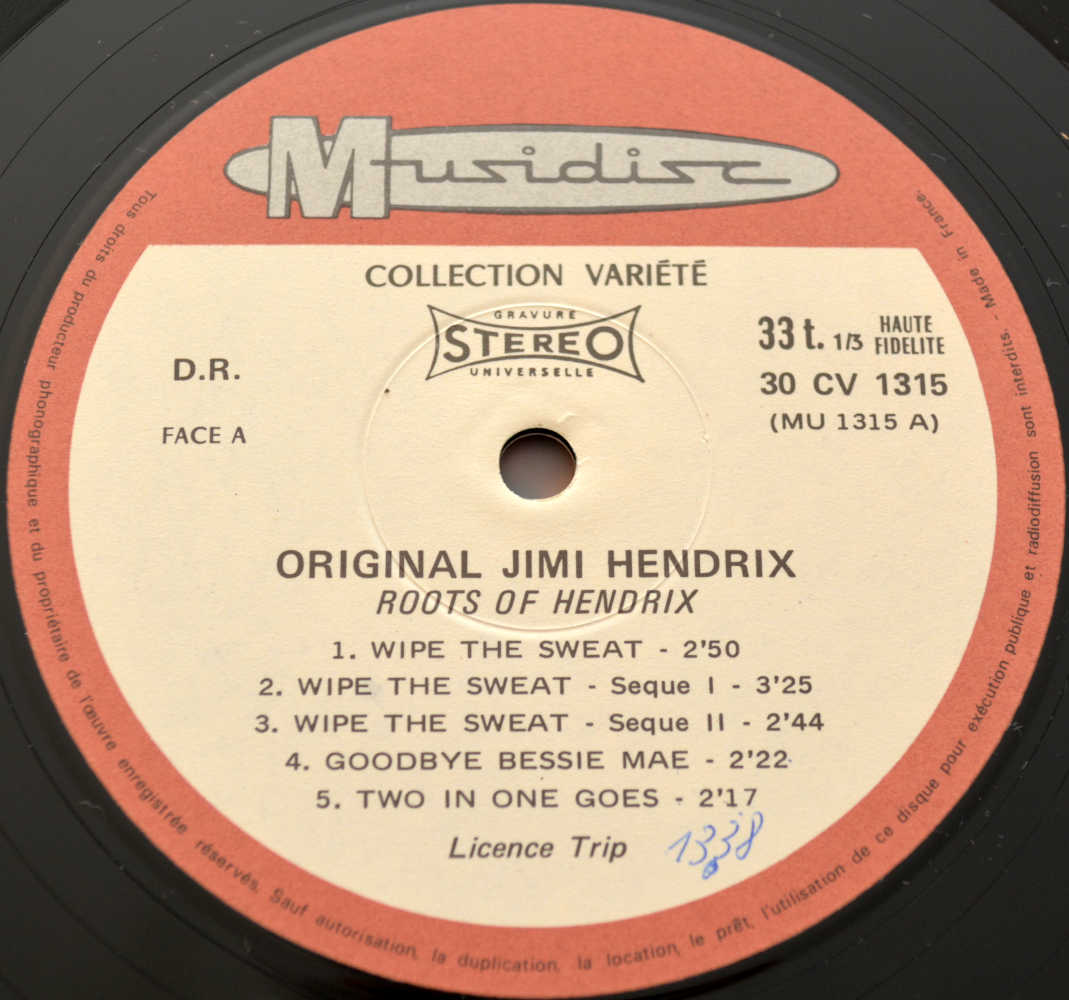 Musidisc
COLLECTION VARIÉTÉ
GRAVURE
STEREO
UNIVERSELLE
33 t. 1/3 HAUTE FIDELITE
D.R.
30 CV 1315
FACE A
(MU 1315 A)
ORIGINAL JIMI HENDRIX
ROOTS OF HENDRIX
1. WIPE THE SWEAT - 2'50
2. WIPE THE SWEAT - Seque I - 3'25
3. WIPE THE SWEAT - Seque II - 2'44
4. GOODBYE BESSIE MAE - 2'22
5. TWO IN ONE GOES - 2'17
Licence Trip
1338
Tous droits du producteur phonographique et du propriétaire de l'œuvre enregistrée réservés. Sauf autorisation, la duplication, la location, le prêt, l'utilisation de ce disque pour exécution publique et radiodiffusion sont interdits. - Made in France.